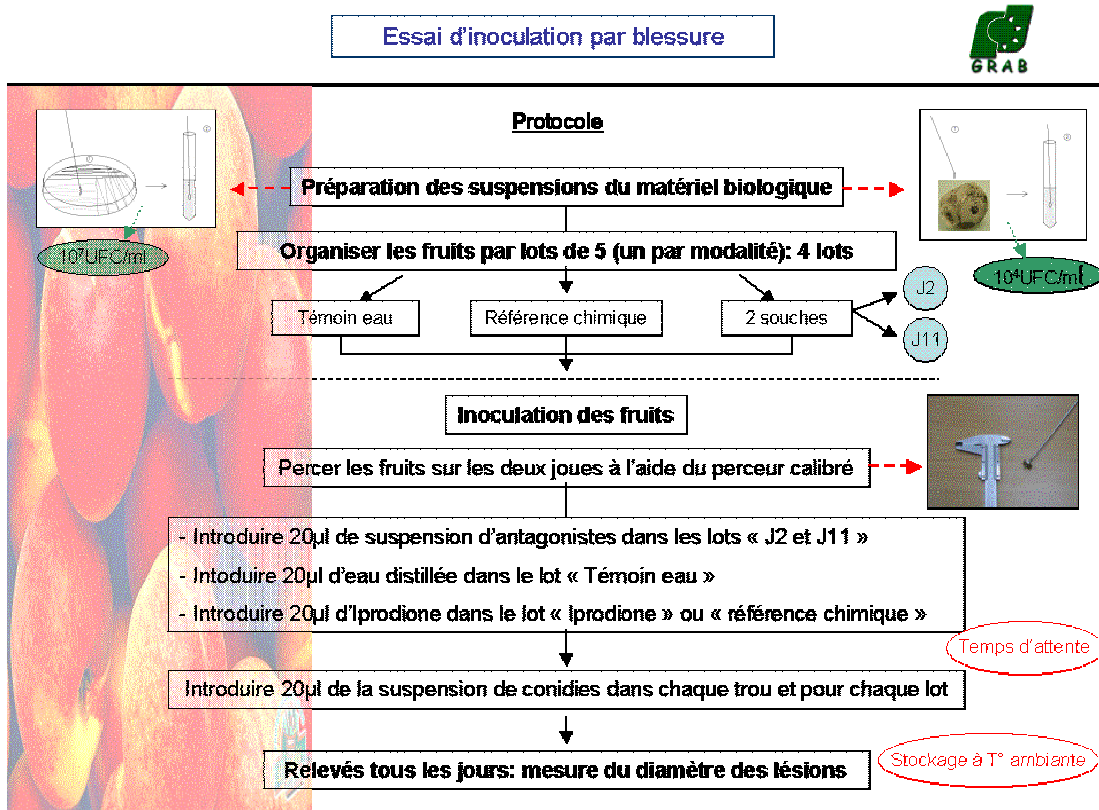 Essai d'inoculation par blessure
GRAB
Protocole
Préparation des suspensions du matériel biologique
10⁷UFC/ml
10⁴UFC/ml
Organiser les fruits par lots de 5 (un par modalité): 4 lots
Témoin eau
Référence chimique
2 souches
J2
J11
Inoculation des fruits
Percer les fruits sur les deux joues à l'aide du perceur calibré
- Introduire 20µl de suspension d'antagonistes dans les lots « J2 et J11 »
- Intoduire 20µl d'eau distillée dans le lot « Témoin eau »
- Introduire 20µl d'Iprodione dans le lot « Iprodione » ou « référence chimique »
Temps d'attente
Introduire 20µl de la suspension de conidies dans chaque trou et pour chaque lot
Stockage à T° ambiante
Relevés tous les jours: mesure du diamètre des lésions